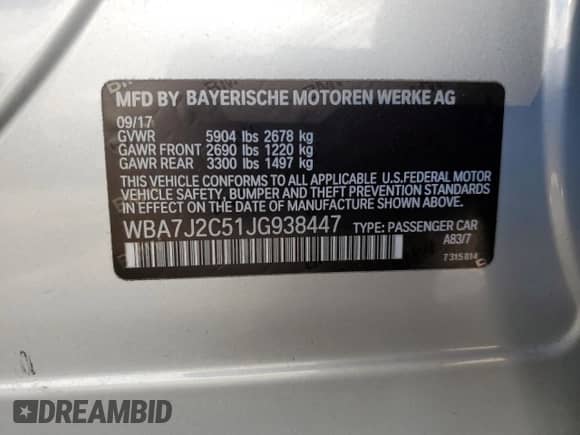 MFD BY BAYERISCHE MOTOREN WERKE AG
09/17
GVWR 5904 lbs 2678 kg
GAWR FRONT 2690 lbs 1220 kg
GAWR REAR 3300 lbs 1497 kg
THIS VEHICLE CONFORMS TO ALL APPLICABLE U.S.FEDERAL MOTOR
VEHICLE SAFETY, BUMPER AND THEFT PREVENTION STANDARDS
IN EFFECT ON THE DATE OF MANUFACTURE SHOWN ABOVE.
WBA7J2C51JG938447 TYPE: PASSENGER CAR
A83/7
7315814
DREAMBID